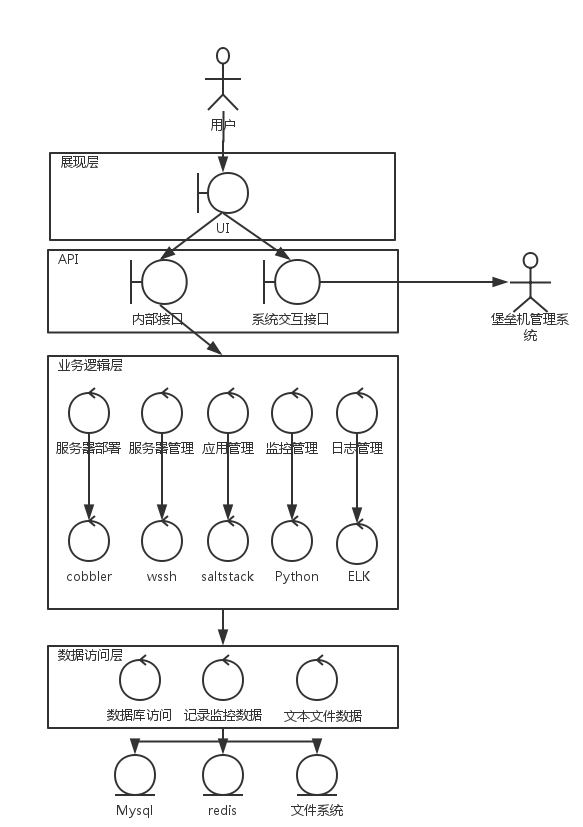 用户
展现层
UI
API
内部接口
系统交互接口
堡垒机管理系
统
业务逻辑层
服务器部署
服务器管理
应用管理
监控管理
日志管理
cobbler
wssh
saltstack
Python
ELK
数据访问层
数据库访问
记录监控数据
文本文件数据
Mysql
redis
文件系统